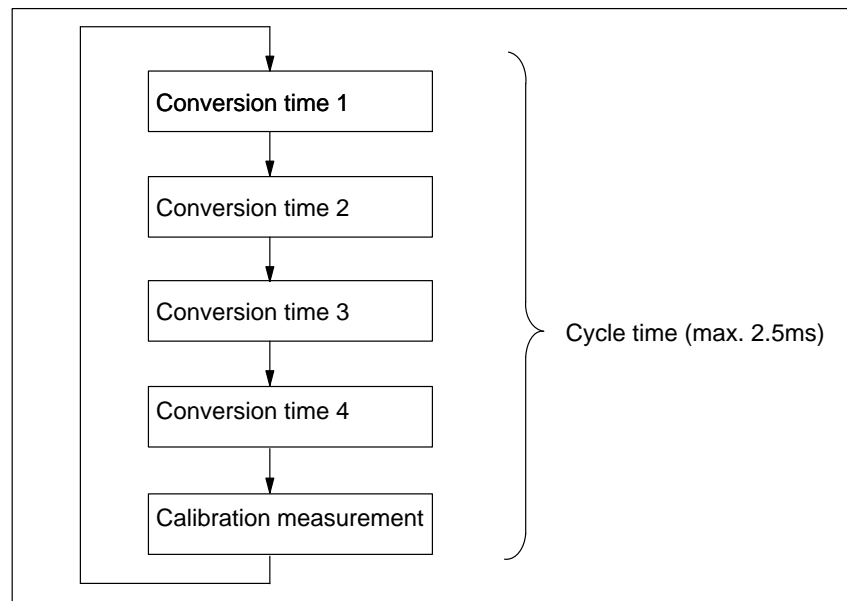 Conversion time 1
Conversion time 2
Conversion time 3
Cycle time (max. 2.5ms)
Conversion time 4
Calibration measurement